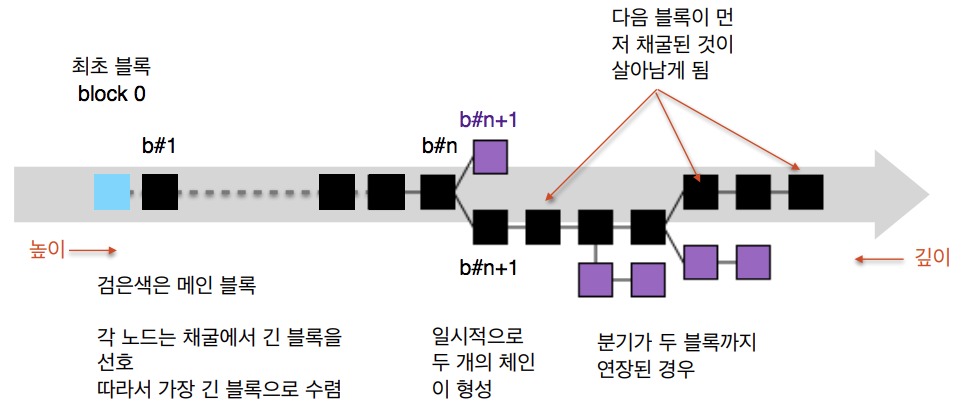 최초 블록
block 0
b#1
b#n
b#n+1
다음 블록이 먼
저 채굴된 것이
살아남게 됨
높이
깊이
b#n+1
검은색은 메인 블록
각 노드는 채굴에서 긴 블록을
선호
따라서 가장 긴 블록으로 수렴
일시적으로
두 개의 체인
이 형성
분기가 두 블록까지
연장된 경우